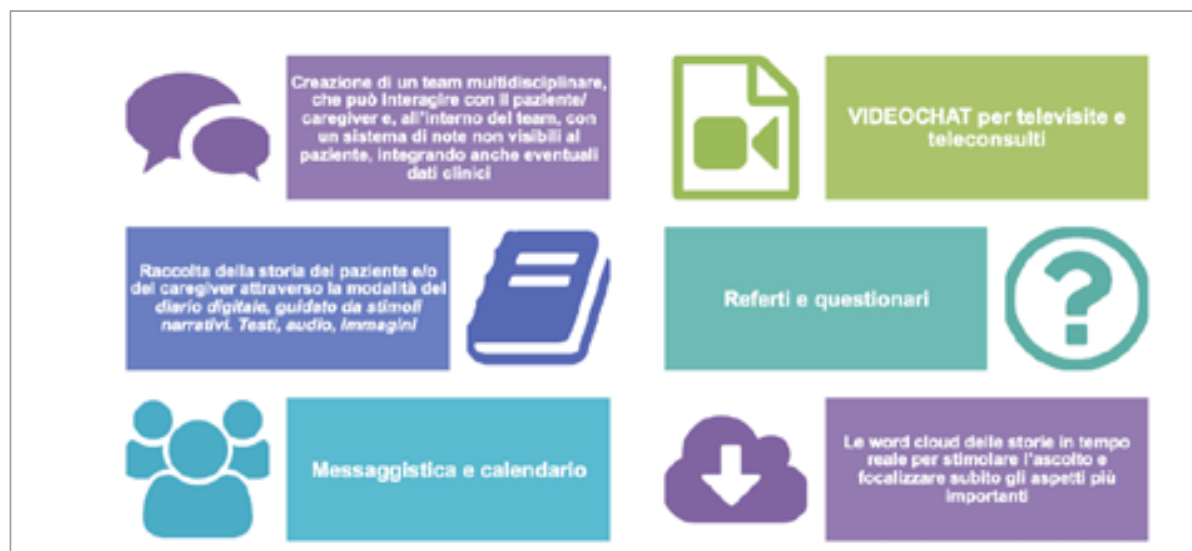 Creazione di un team multidisciplinare,
che può interagire con il paziente/
caregiver e, all'interno del team, con
un sistema di note non visibili al
paziente, integrando anche eventuali
dati clinici
VIDEOCHAT per televisite e
teleconsulti
Raccolta della storia del paziente e/o
del caregiver attraverso la modalità del
diario digitale, guidato da stimoli
narrativi. Testi, audio, immagini
Referti e questionari
Messaggistica e calendario
Le word cloud delle storie in tempo
reale per stimolare l'ascolto e
focalizzare subito gli aspetti più
importanti